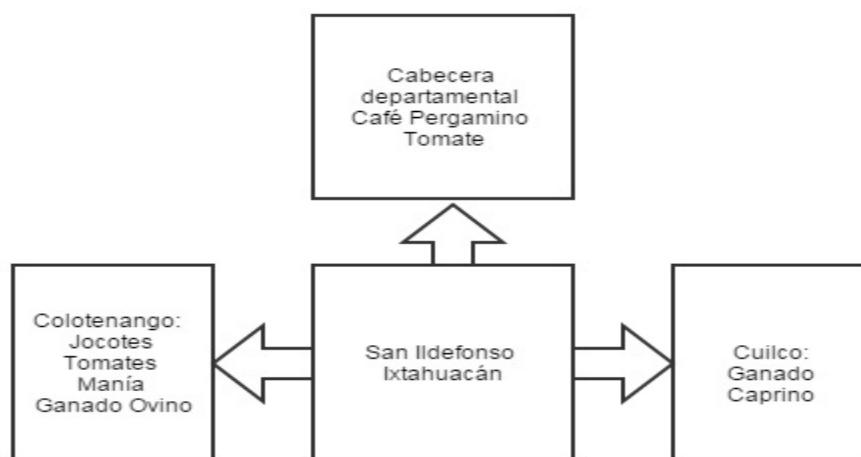 Cabecera
departamental
Café Pergamino
Tomate
Colotenango:
Jocotes
Tomates
Manía
Ganado Ovino
San Ildefonso
Ixtahuacán
Cuilco:
Ganado
Caprino